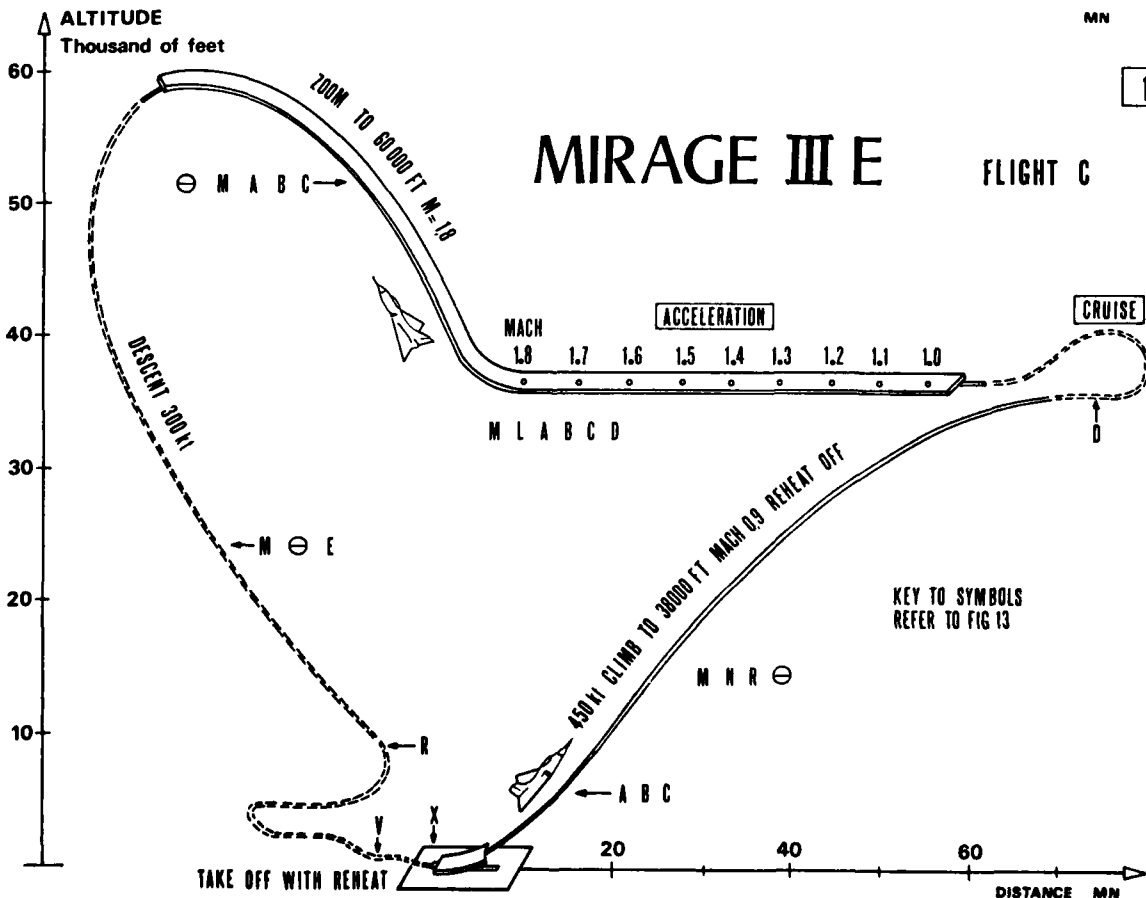 ALTITUDE
Thousand of feet
MN
60
1
ZOOM TO 60 000 FT M = 1,8
MIRAGE III E
FLIGHT C
⊖ M A B C
50
40
DESCENT 300 kt
MACH
ACCELERATION
CRUISE
1.8 1.7 1.6 1.5 1.4 1.3 1.2 1.1 1.0
M L A B C D
D
30
450 kt CLIMB TO 38000 FT MACH 0,9 REHEAT OFF
M ⊖ E
20
KEY TO SYMBOLS
REFER TO FIG 13
M N R ⊖
10
R
A B C
V
X
TAKE OFF WITH REHEAT
20 40 60
DISTANCE MN